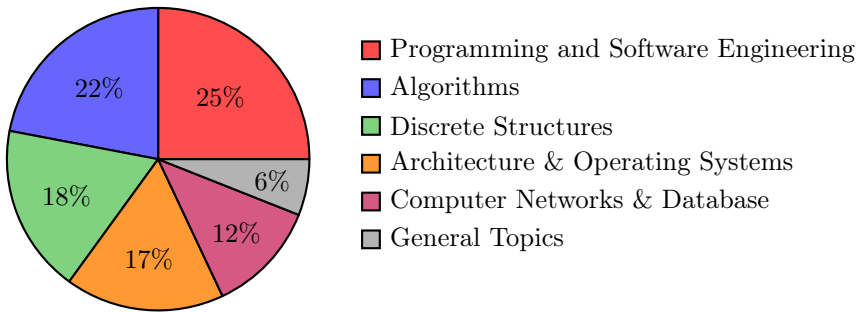 22%
25%
18%
6%
12%
17%
Programming and Software Engineering
Algorithms
Discrete Structures
Architecture & Operating Systems
Computer Networks & Database
General Topics